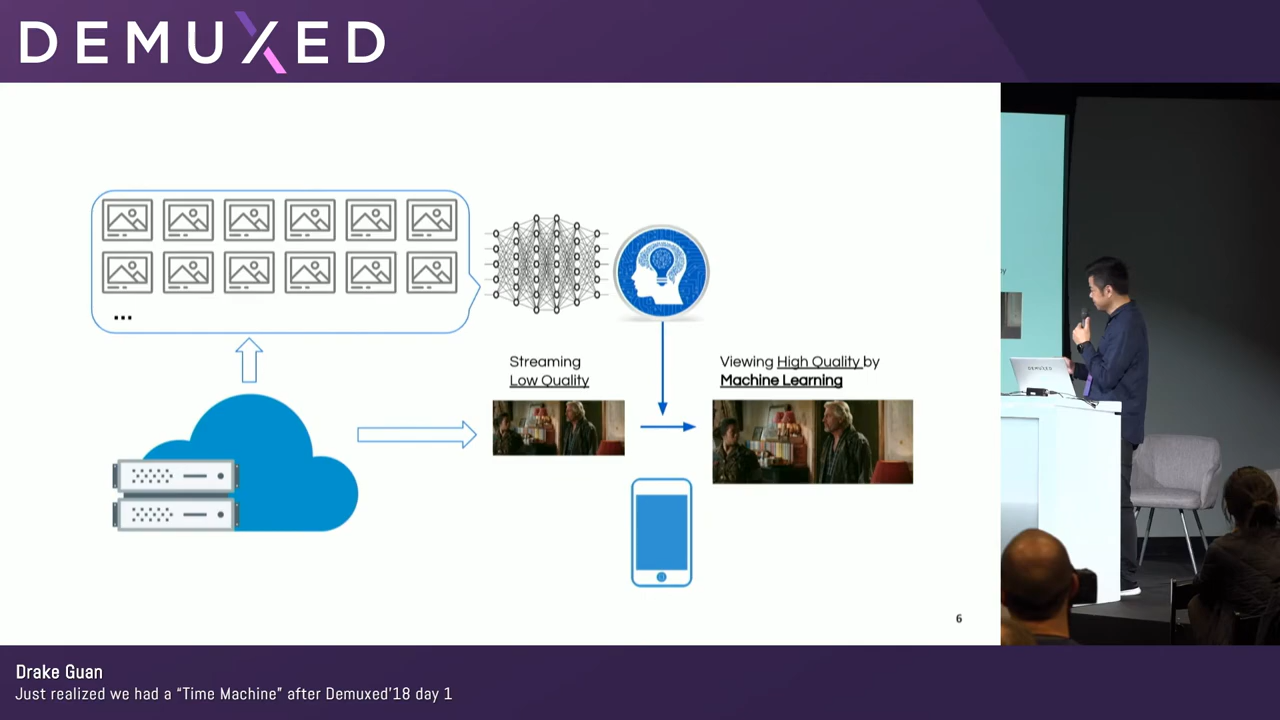 DEMUXED
...
Streaming
Low Quality
Viewing High Quality by
Machine Learning
DEMUXED
6
Drake Guan
Just realized we had a “Time Machine” after Demuxed’18 day 1